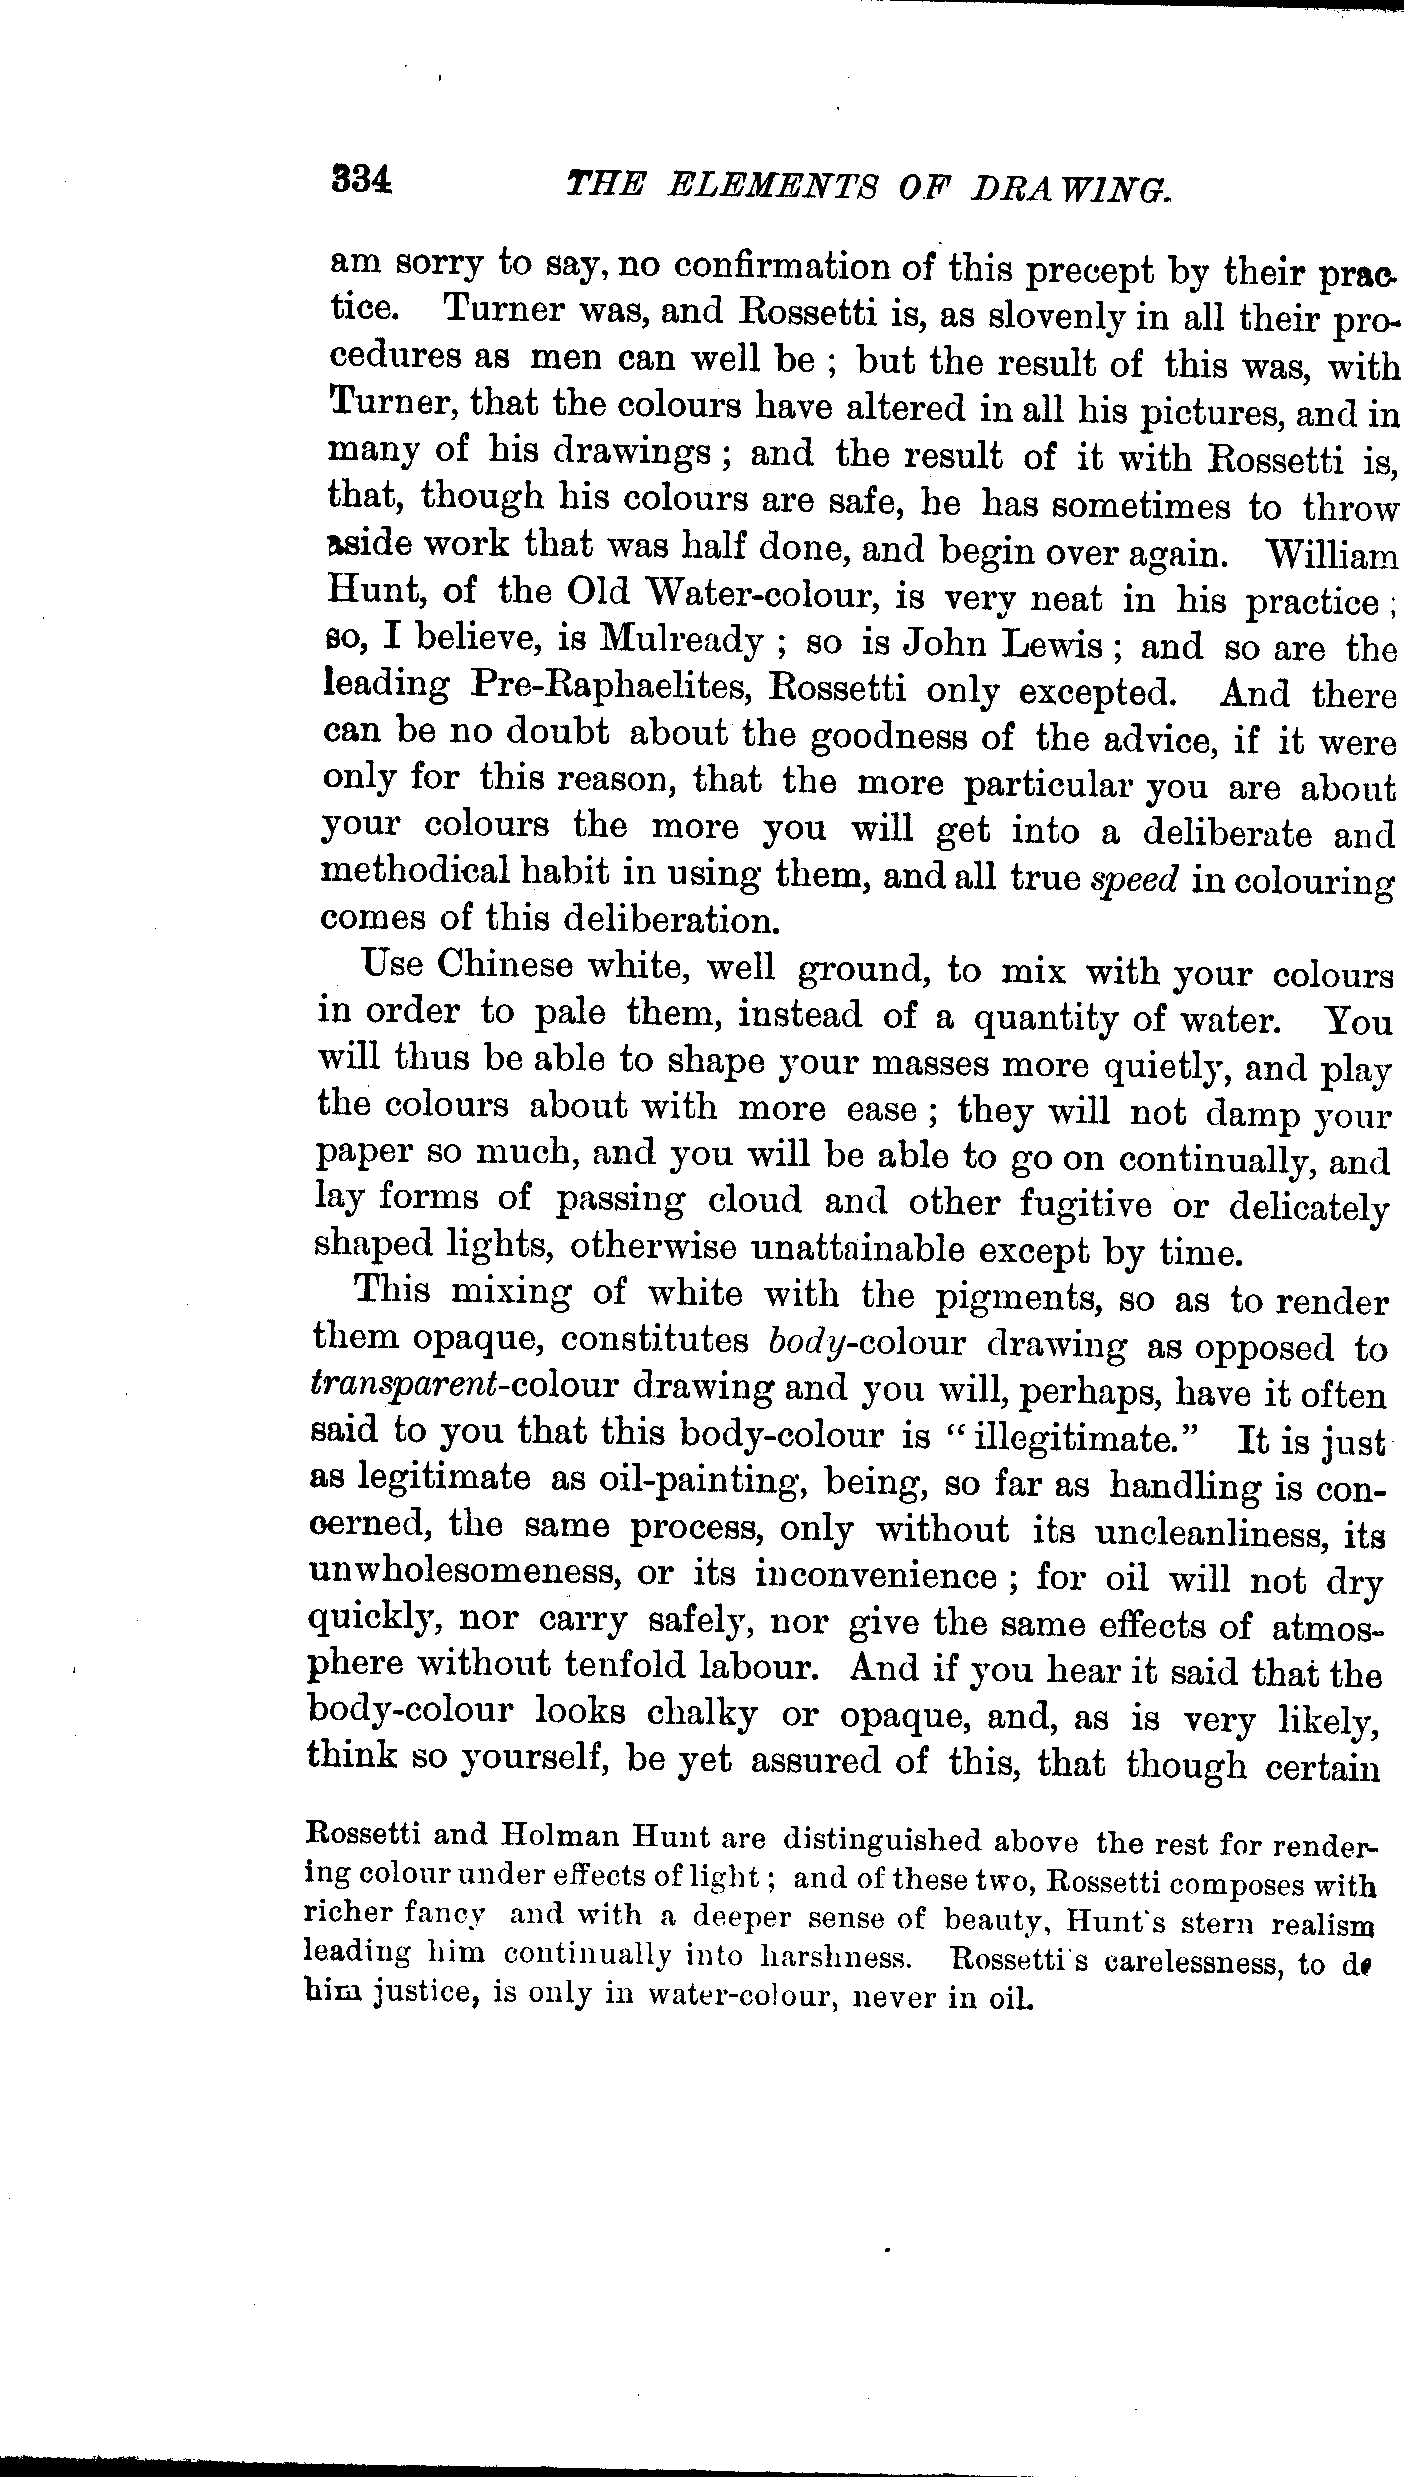 334 THE ELEMENTS OF DRAWING.
am sorry to say, no confirmation of this precept by their prac-
tice. Turner was, and Rossetti is, as slovenly in all their pro-
cedures as men can well be ; but the result of this was, with
Turner, that the colours have altered in all his pictures, and in
many of his drawings ; and the result of it with Rossetti is,
that, though his colours are safe, he has sometimes to throw
aside work that was half done, and begin over again. William
Hunt, of the Old Water-colour, is very neat in his practice ;
so, I believe, is Mulready ; so is John Lewis ; and so are the
leading Pre-Raphaelites, Rossetti only excepted. And there
can be no doubt about the goodness of the advice, if it were
only for this reason, that the more particular you are about
your colours the more you will get into a deliberate and
methodical habit in using them, and all true speed in colouring
comes of this deliberation.
Use Chinese white, well ground, to mix with your colours
in order to pale them, instead of a quantity of water. You
will thus be able to shape your masses more quietly, and play
the colours about with more ease ; they will not damp your
paper so much, and you will be able to go on continually, and
lay forms of passing cloud and other fugitive or delicately
shaped lights, otherwise unattainable except by time.
This mixing of white with the pigments, so as to render
them opaque, constitutes body-colour drawing as opposed to
transparent-colour drawing and you will, perhaps, have it often
said to you that this body-colour is “ illegitimate.” It is just
as legitimate as oil-painting, being, so far as handling is con-
cerned, the same process, only without its uncleanliness, its
unwholesomeness, or its inconvenience ; for oil will not dry
quickly, nor carry safely, nor give the same effects of atmos-
phere without tenfold labour. And if you hear it said that the
body-colour looks chalky or opaque, and, as is very likely,
think so yourself, be yet assured of this, that though certain
Rossetti and Holman Hunt are distinguished above the rest for render-
ing colour under effects of light ; and of these two, Rossetti composes with
richer fancy and with a deeper sense of beauty, Hunt's stern realism
leading him continually into harshness. Rossetti's carelessness, to do
him justice, is only in water-colour, never in oil.